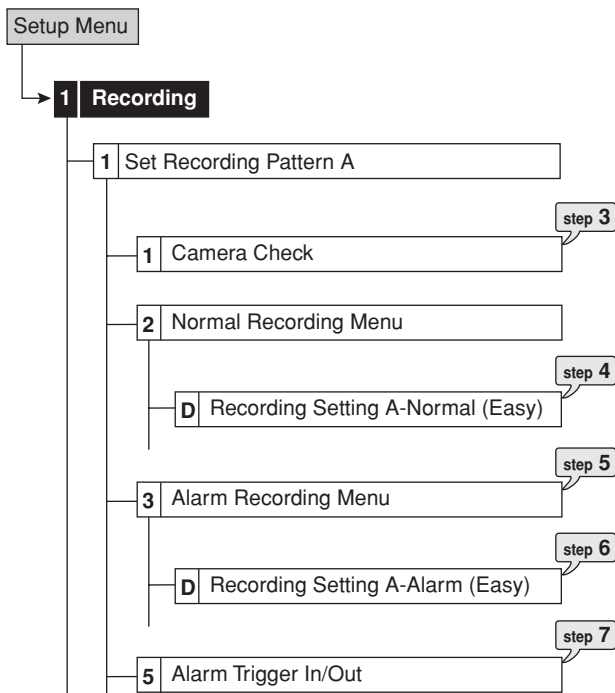 Setup Menu
1 Recording
1 Set Recording Pattern A
step 3
1 Camera Check
2 Normal Recording Menu
step 4
D Recording Setting A-Normal (Easy)
step 5
3 Alarm Recording Menu
step 6
D Recording Setting A-Alarm (Easy)
step 7
5 Alarm Trigger In/Out